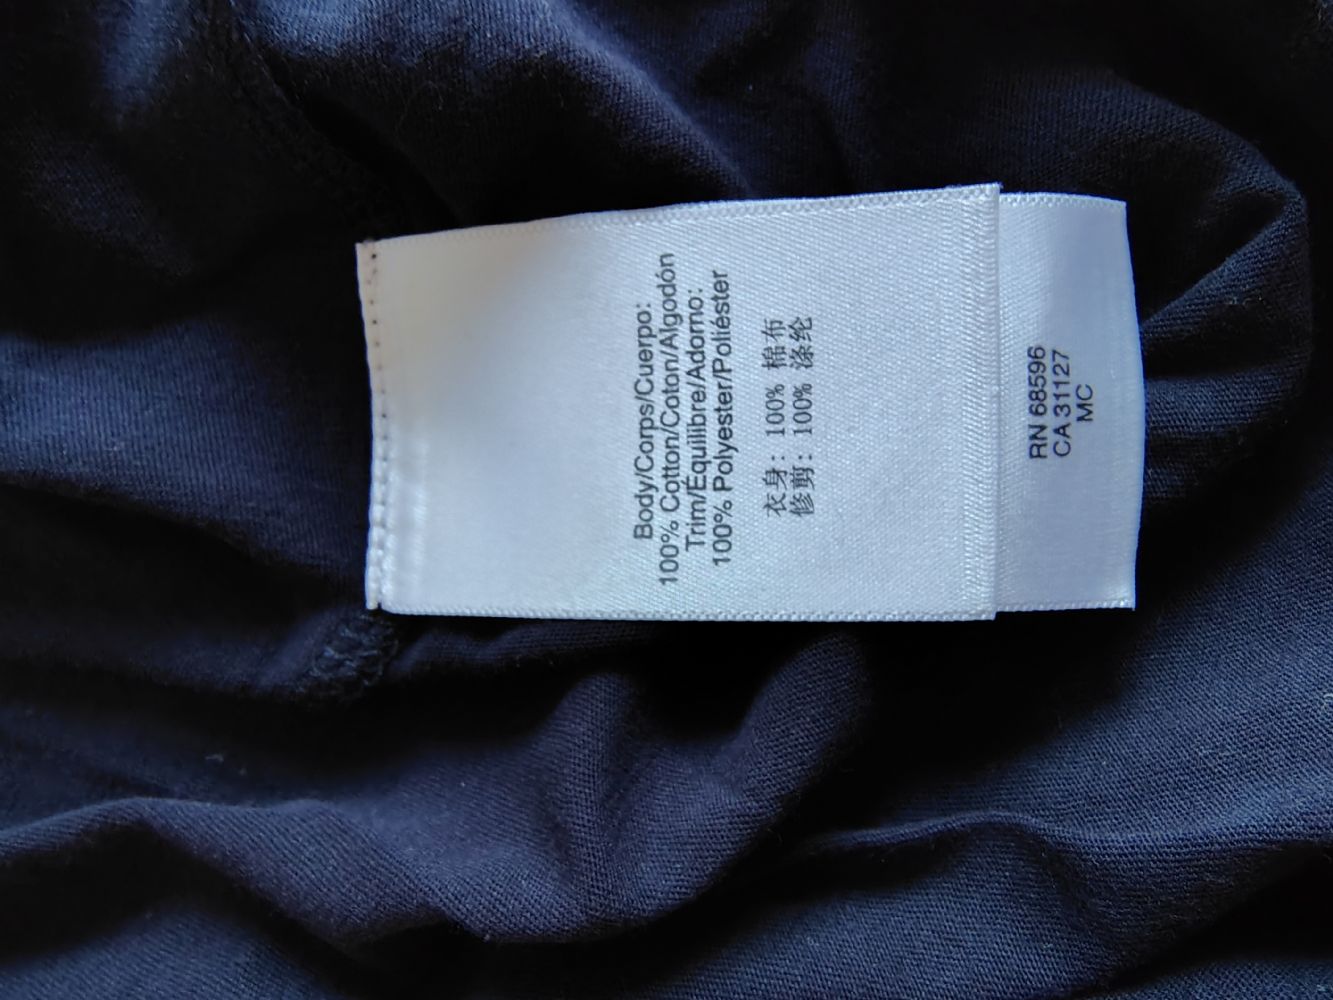 Body/Corps/Cuerpo:
100% Cotton/Coton/Algodón
Trim/Équilibre/Adorno:
100% Polyester/Poliéster
衣身: 100% 棉布
修剪: 100% 涤纶
RN 68596
CA 31127
MC